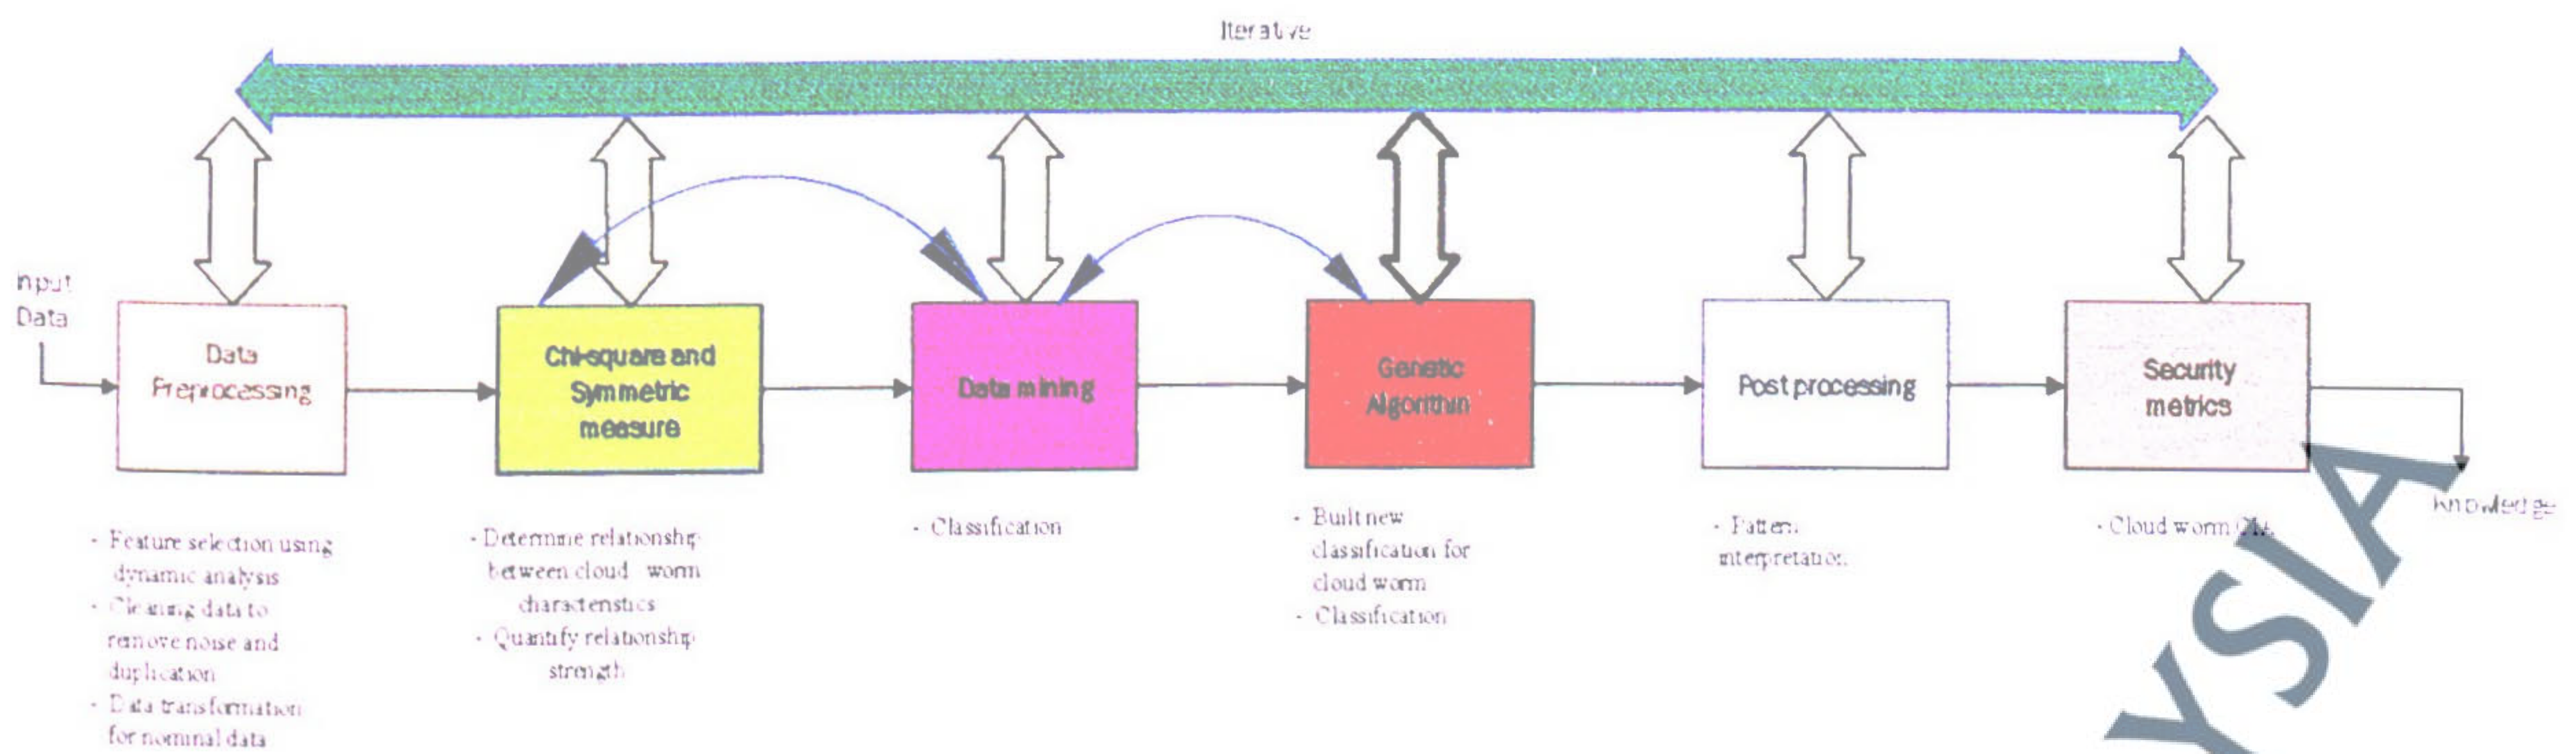 Iterative
Input
Data
Data
Preprocessing
Chi-square and
Symmetric
measure
Data mining
Genetic
Algorithm
Post processing
Security
metrics
Knowledge
- Feature selection using
dynamic analysis
- Cleaning data to
remove noise and
duplication
- Data transformation
for nominal data
- Determine relationship
between cloud worm
characteristics
- Quantify relationship
strength
- Classification
- Built new
classification for
cloud worm
- Classification
- Pattern
interpretation
- Cloud worm
YSIA